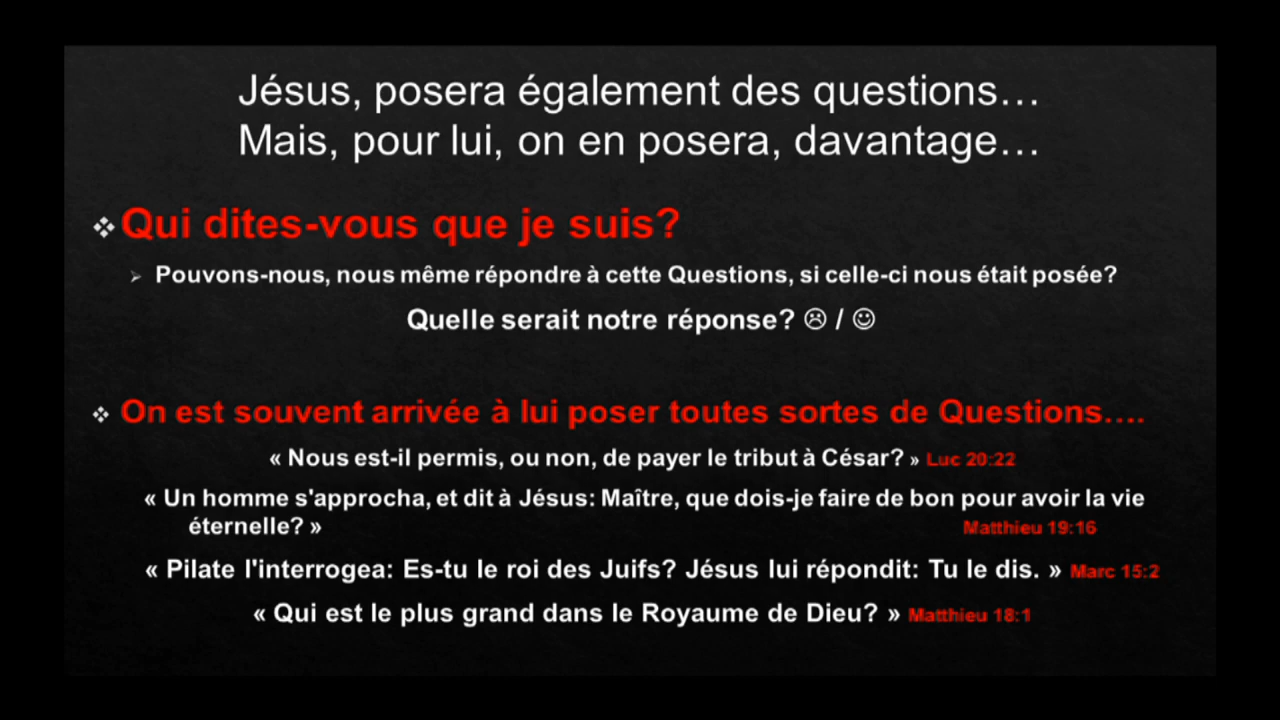 Jésus, posera également des questions…
Mais, pour lui, on en posera, davantage…
❖ Qui dites-vous que je suis?
➢ Pouvons-nous, nous même répondre à cette Questions, si celle-ci nous était posée?
Quelle serait notre réponse? ☹ / ☺
❖ On est souvent arrivée à lui poser toutes sortes de Questions….
« Nous est-il permis, ou non, de payer le tribut à César? » Luc 20:22
« Un homme s'approcha, et dit à Jésus: Maître, que dois-je faire de bon pour avoir la vie
éternelle? » Matthieu 19:16
« Pilate l'interrogea: Es-tu le roi des Juifs? Jésus lui répondit: Tu le dis. » Marc 15:2
« Qui est le plus grand dans le Royaume de Dieu? » Matthieu 18:1